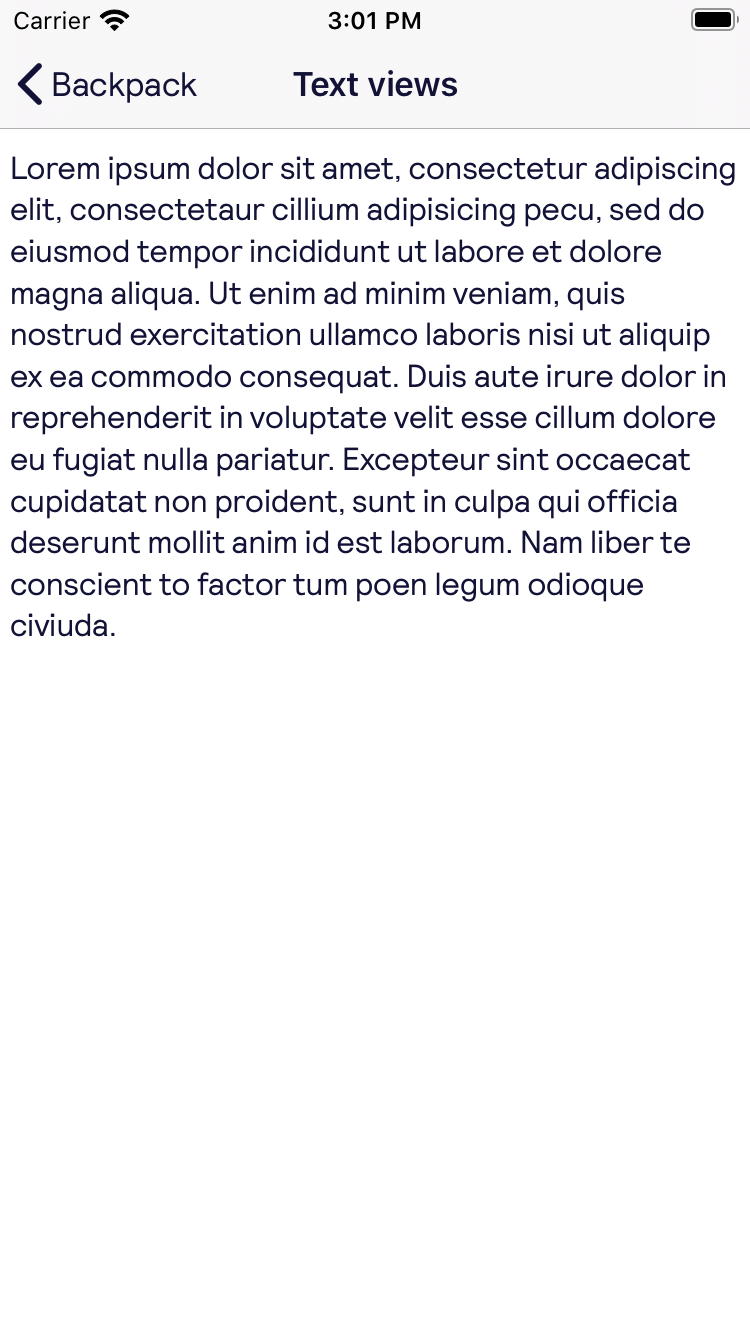 Carrier 3:01 PM
Backpack Text views
Lorem ipsum dolor sit amet, consectetur adipiscing
elit, consectetaur cillium adipisicing pecu, sed do
eiusmod tempor incididunt ut labore et dolore
magna aliqua. Ut enim ad minim veniam, quis
nostrud exercitation ullamco laboris nisi ut aliquip
ex ea commodo consequat. Duis aute irure dolor in
reprehenderit in voluptate velit esse cillum dolore
eu fugiat nulla pariatur. Excepteur sint occaecat
cupidatat non proident, sunt in culpa qui officia
deserunt mollit anim id est laborum. Nam liber te
conscient to factor tum poen legum odioque
civiuda.